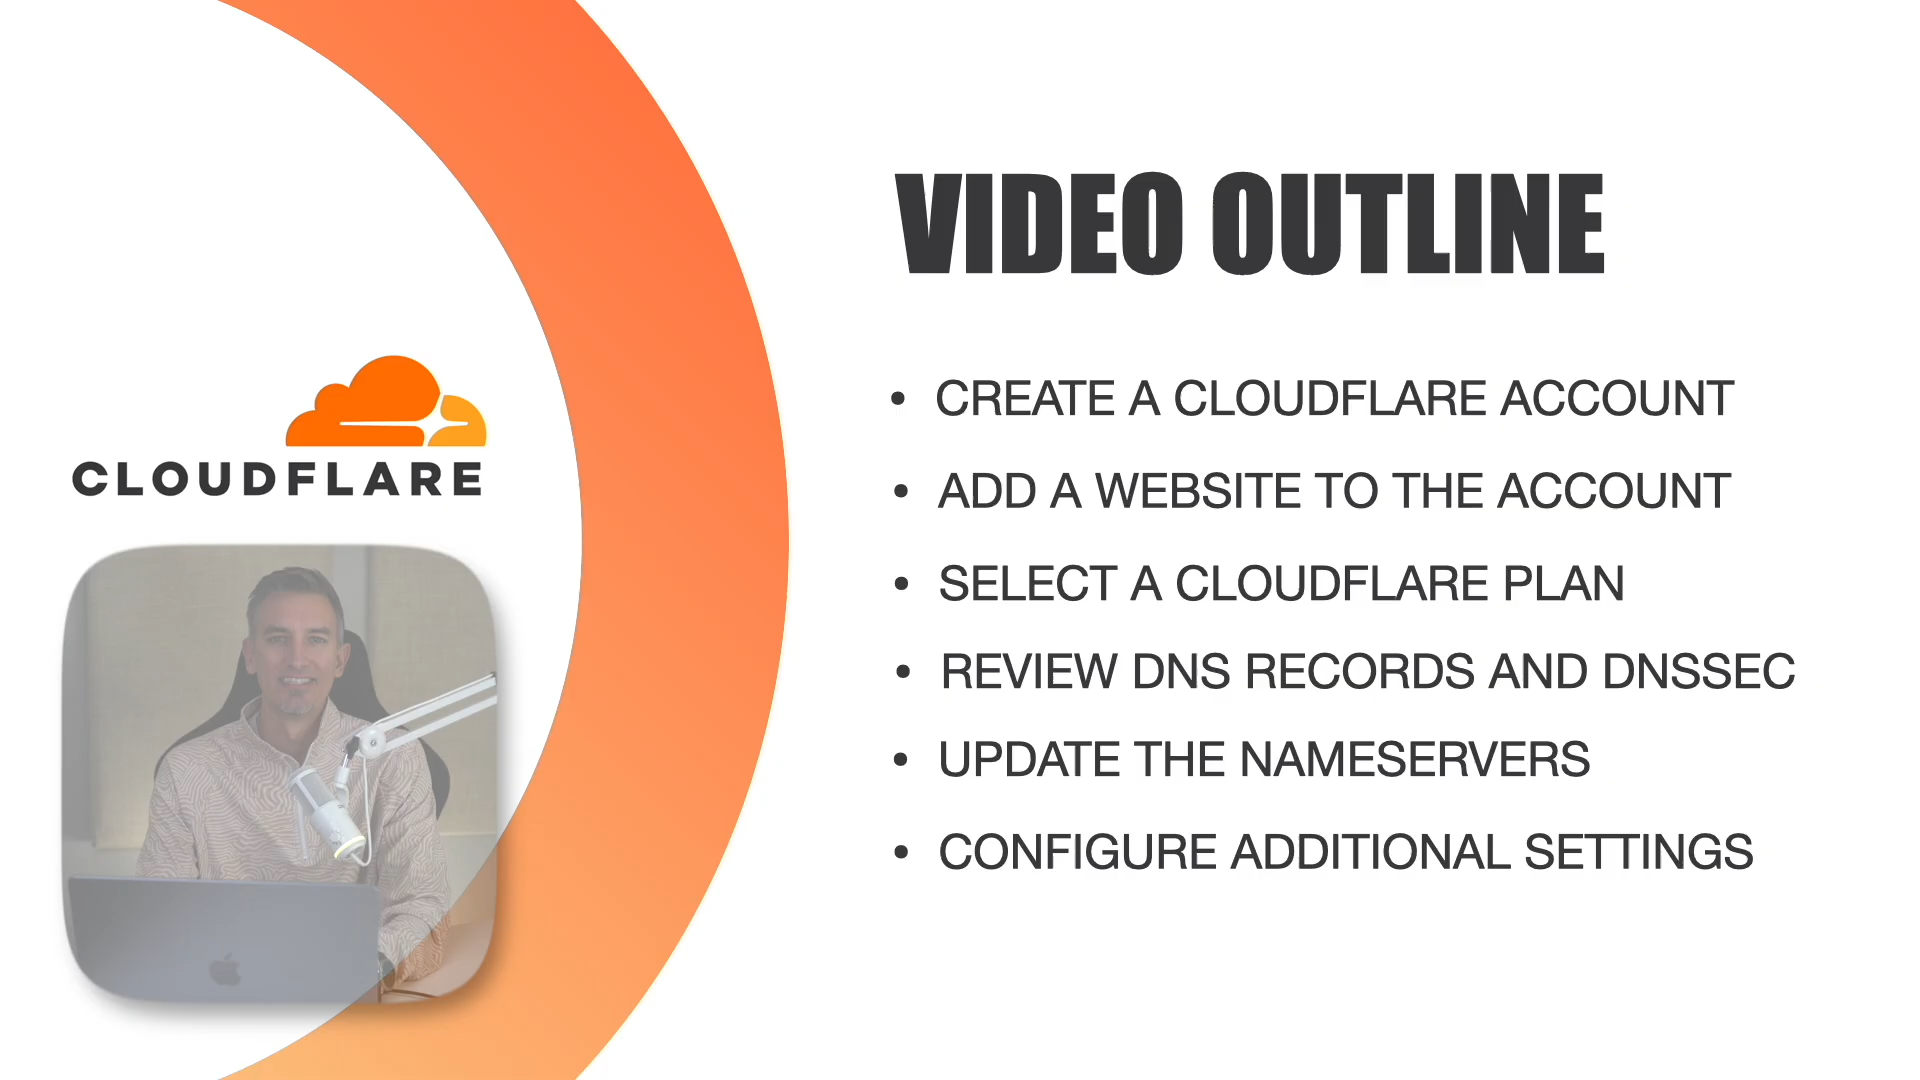 VIDEO OUTLINE
CLOUDFLARE
• CREATE A CLOUDFLARE ACCOUNT
• ADD A WEBSITE TO THE ACCOUNT
• SELECT A CLOUDFLARE PLAN
• REVIEW DNS RECORDS AND DNSSEC
• UPDATE THE NAMESERVERS
• CONFIGURE ADDITIONAL SETTINGS